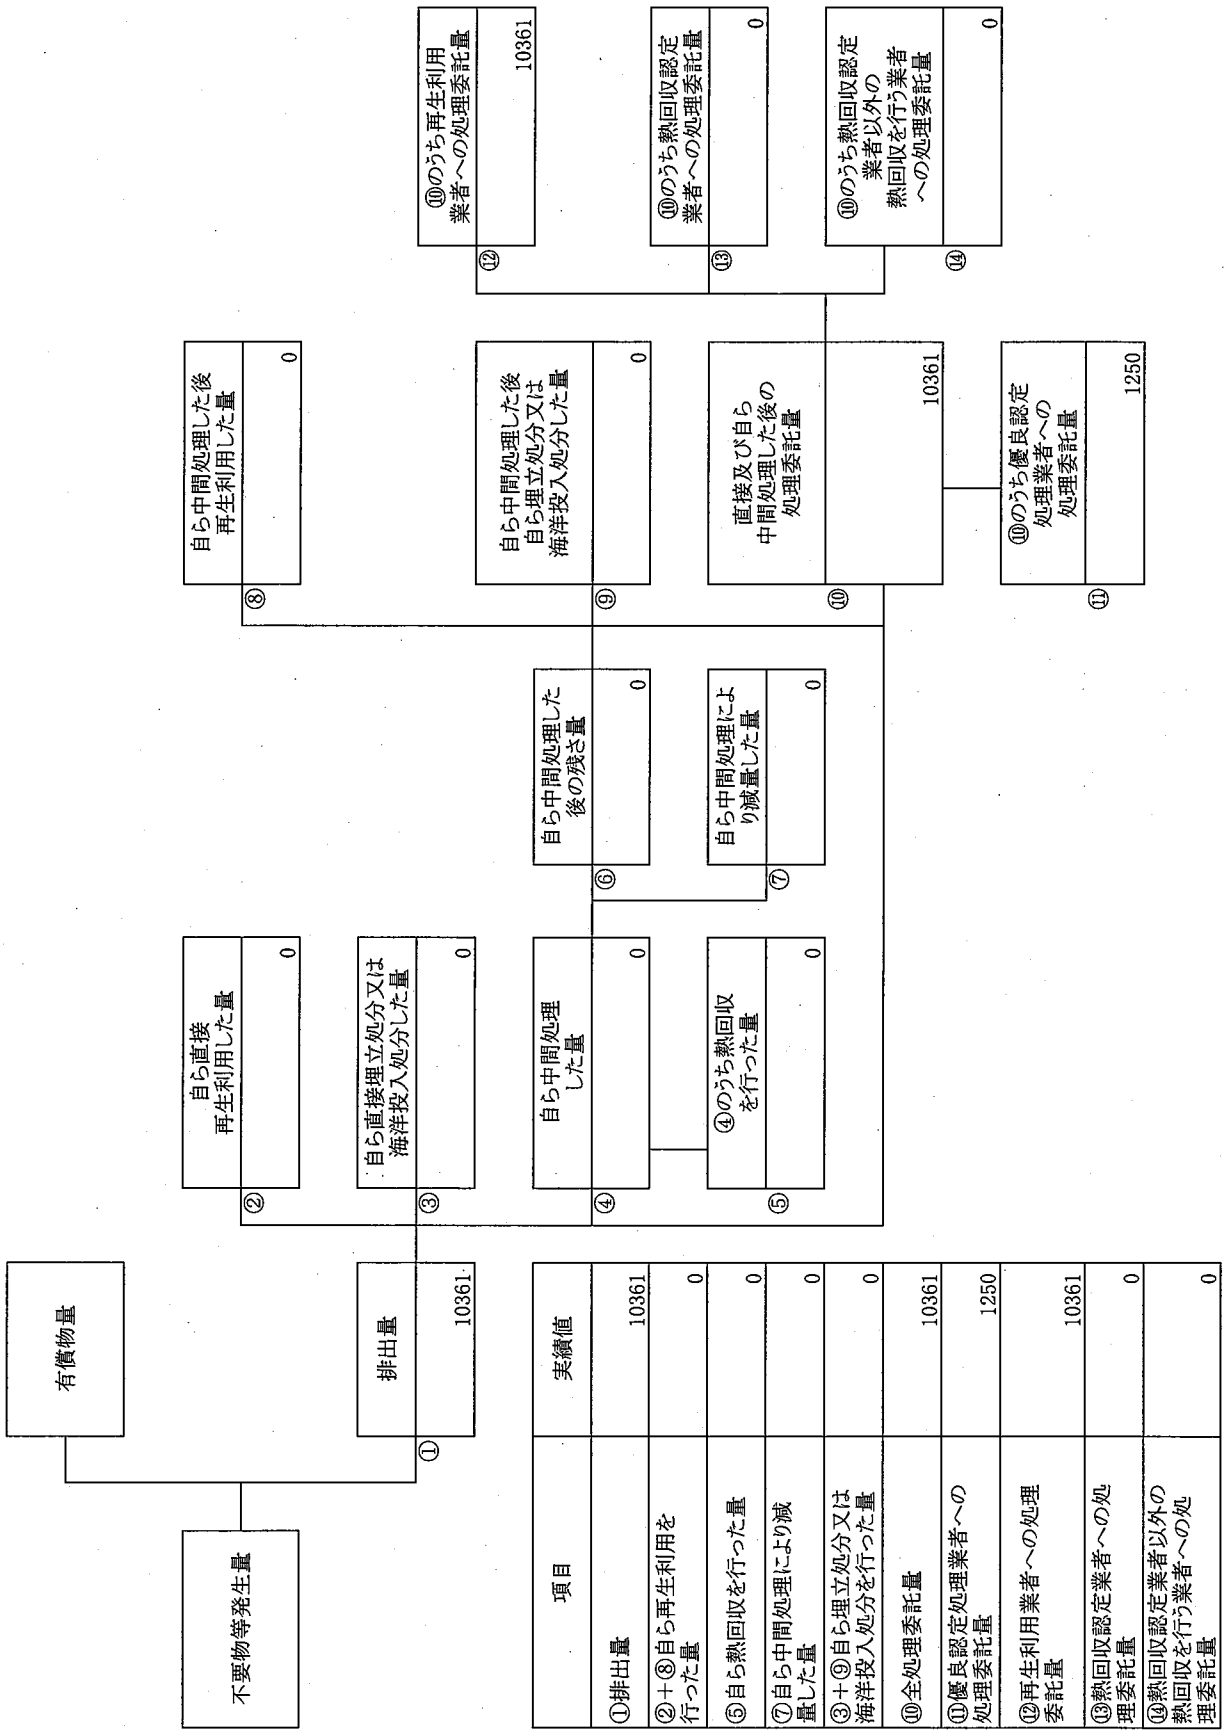 不要物等発生量
有償物量
排出量
①
10361
自ら直接
再生利用した量
②
0
自ら直接埋立処分又は
海洋投入処分した量
③
0
自ら中間処理
した量
④
0
④のうち熱回収
を行った量
⑤
0
自ら中間処理した
後の残さ量
⑥
0
自ら中間処理によ
り減量した量
⑦
0
自ら中間処理した後
再生利用した量
⑧
0
自ら中間処理した後
自ら埋立処分又は
海洋投入処分した量
⑨
0
直接及び自ら
中間処理した後の
処理委託量
⑩
10361
⑩のうち優良認定
処理業者への
処理委託量
⑪
1250
⑩のうち再生利用
業者への処理委託量
⑫
10361
⑩のうち熱回収認定
業者への処理委託量
⑬
0
⑩のうち熱回収認定
業者以外の
熱回収を行う業者
への処理委託量
⑭
0
項目 実績値
①排出量 10361
②+⑧自ら再生利用を
行った量 0
⑤自ら熱回収を行った量 0
⑦自ら中間処理により減
量した量 0
③+⑨自ら埋立処分又は
海洋投入処分を行った量 0
⑩全処理委託量 10361
⑪優良認定処理業者への
処理委託量 1250
⑫再生利用業者への処理
委託量 10361
⑬熱回収認定業者への処
理委託量 0
⑭熱回収認定業者以外の
熱回収を行う業者への処
理委託量 0